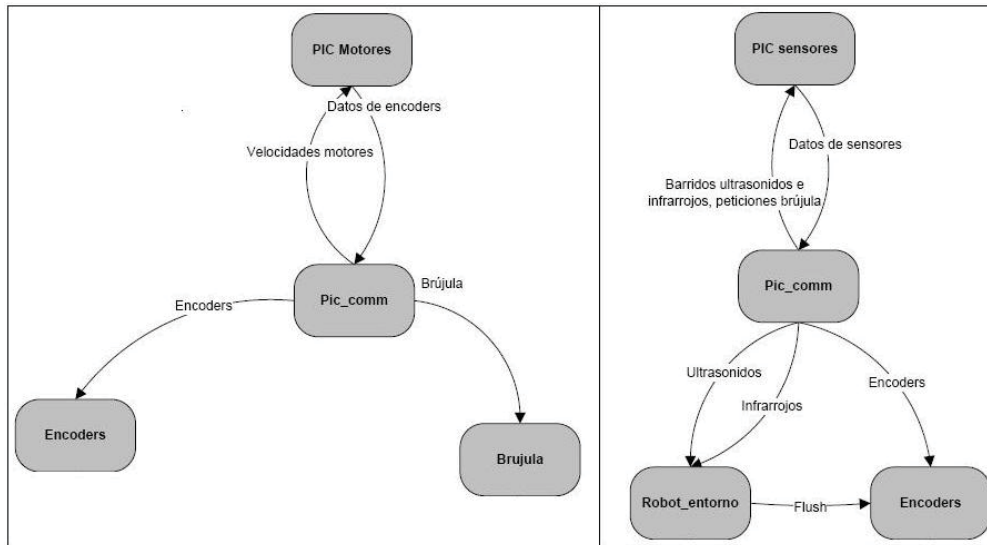 PIC Motores
Datos de encoders
Velocidades motores
Pic_comm
Brújula
Encoders
Encoders
Brujula
PIC sensores
Datos de sensores
Barridos ultrasonidos e
infrarrojos, peticiones brújula
Pic_comm
Ultrasonidos
Encoders
Infrarrojos
Robot_entorno
Flush
Encoders